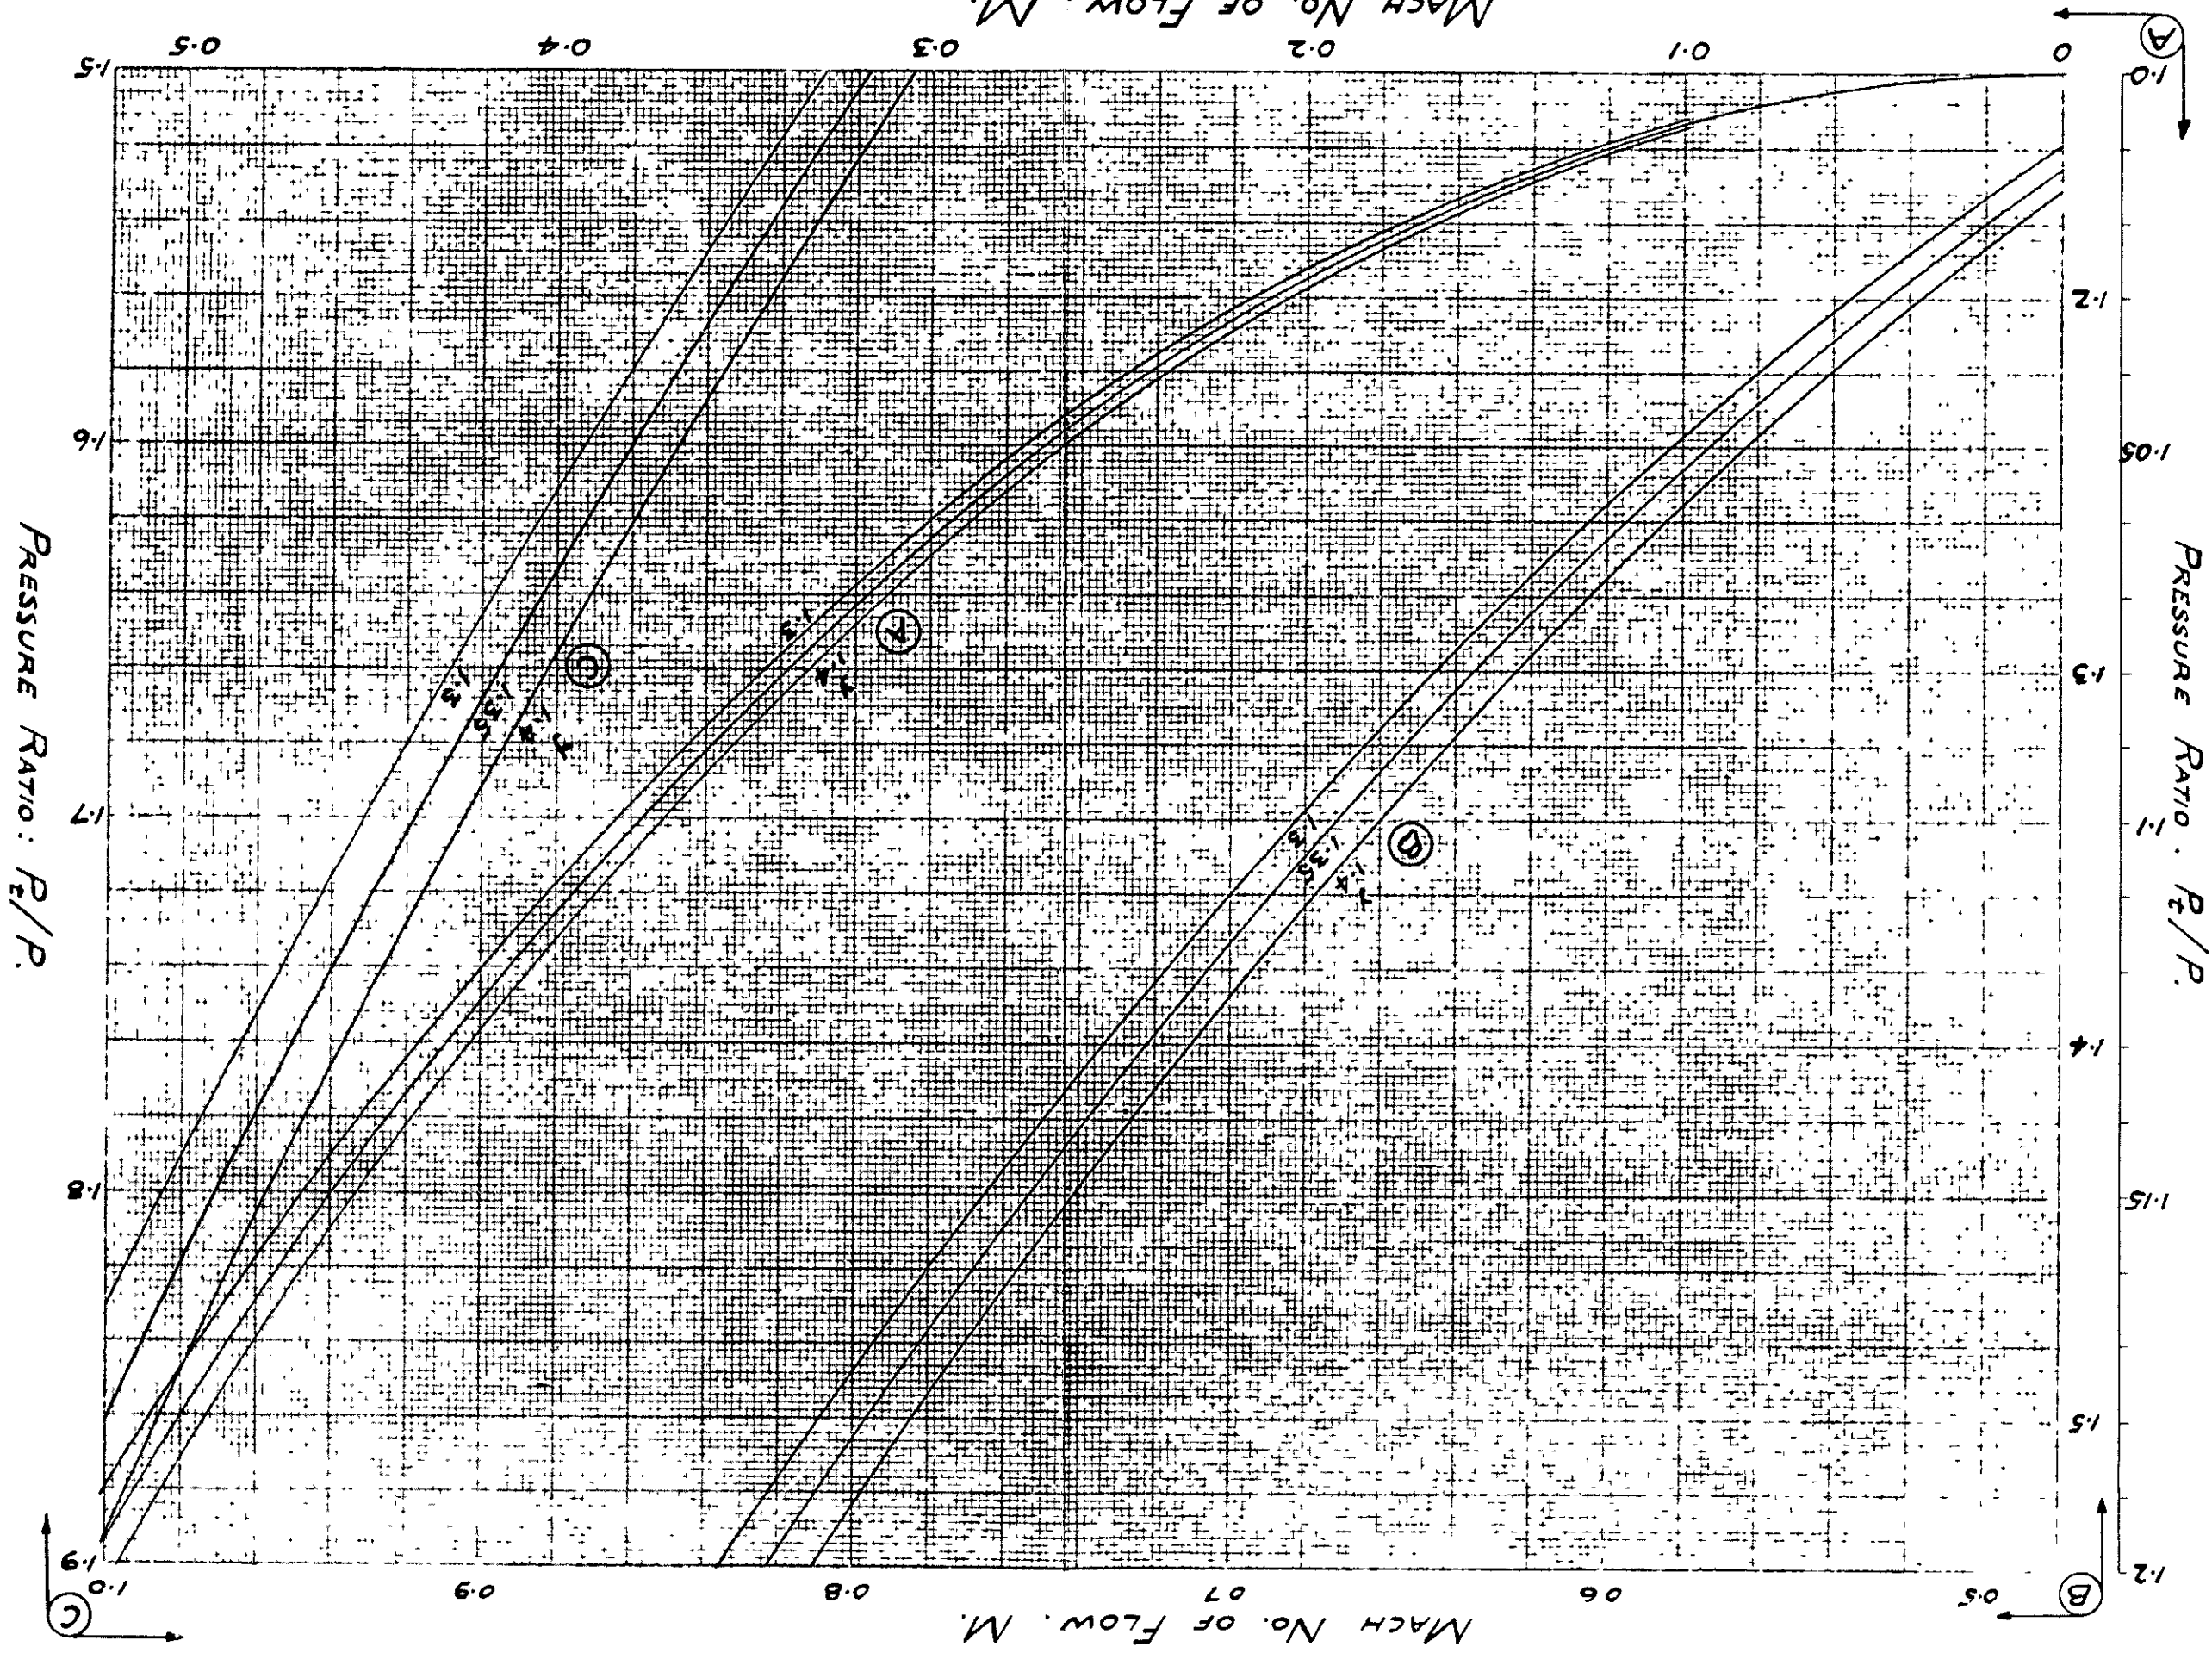 MACH No. OF FLOW. M.
B
0·5
0 6
0·7
0·8
0·9
1·0
C
1·2
1·5
1·15
1·4
1·1
1·3
1·05
1·2
1·0
PRESSURE RATIO. Pt/P.
1·9
1·8
1·7
1·6
1·5
PRESSURE RATIO: Pt/P.
B
γ
1·4
1·35
1·3
A
γ
1·4
1·3
C
γ
1·4
1·35
1·3
A
0
0·1
0·2
0·3
0·4
0·5
MACH No. OF FLOW. M.